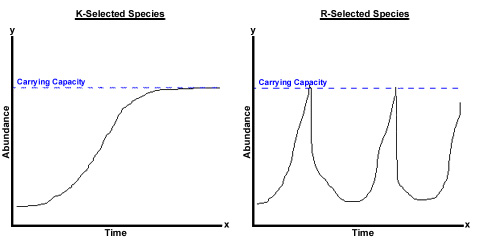 K-Selected Species
y
Carrying Capacity
Abundance
x
Time
R-Selected Species
y
Carrying Capacity
Abundance
x
Time